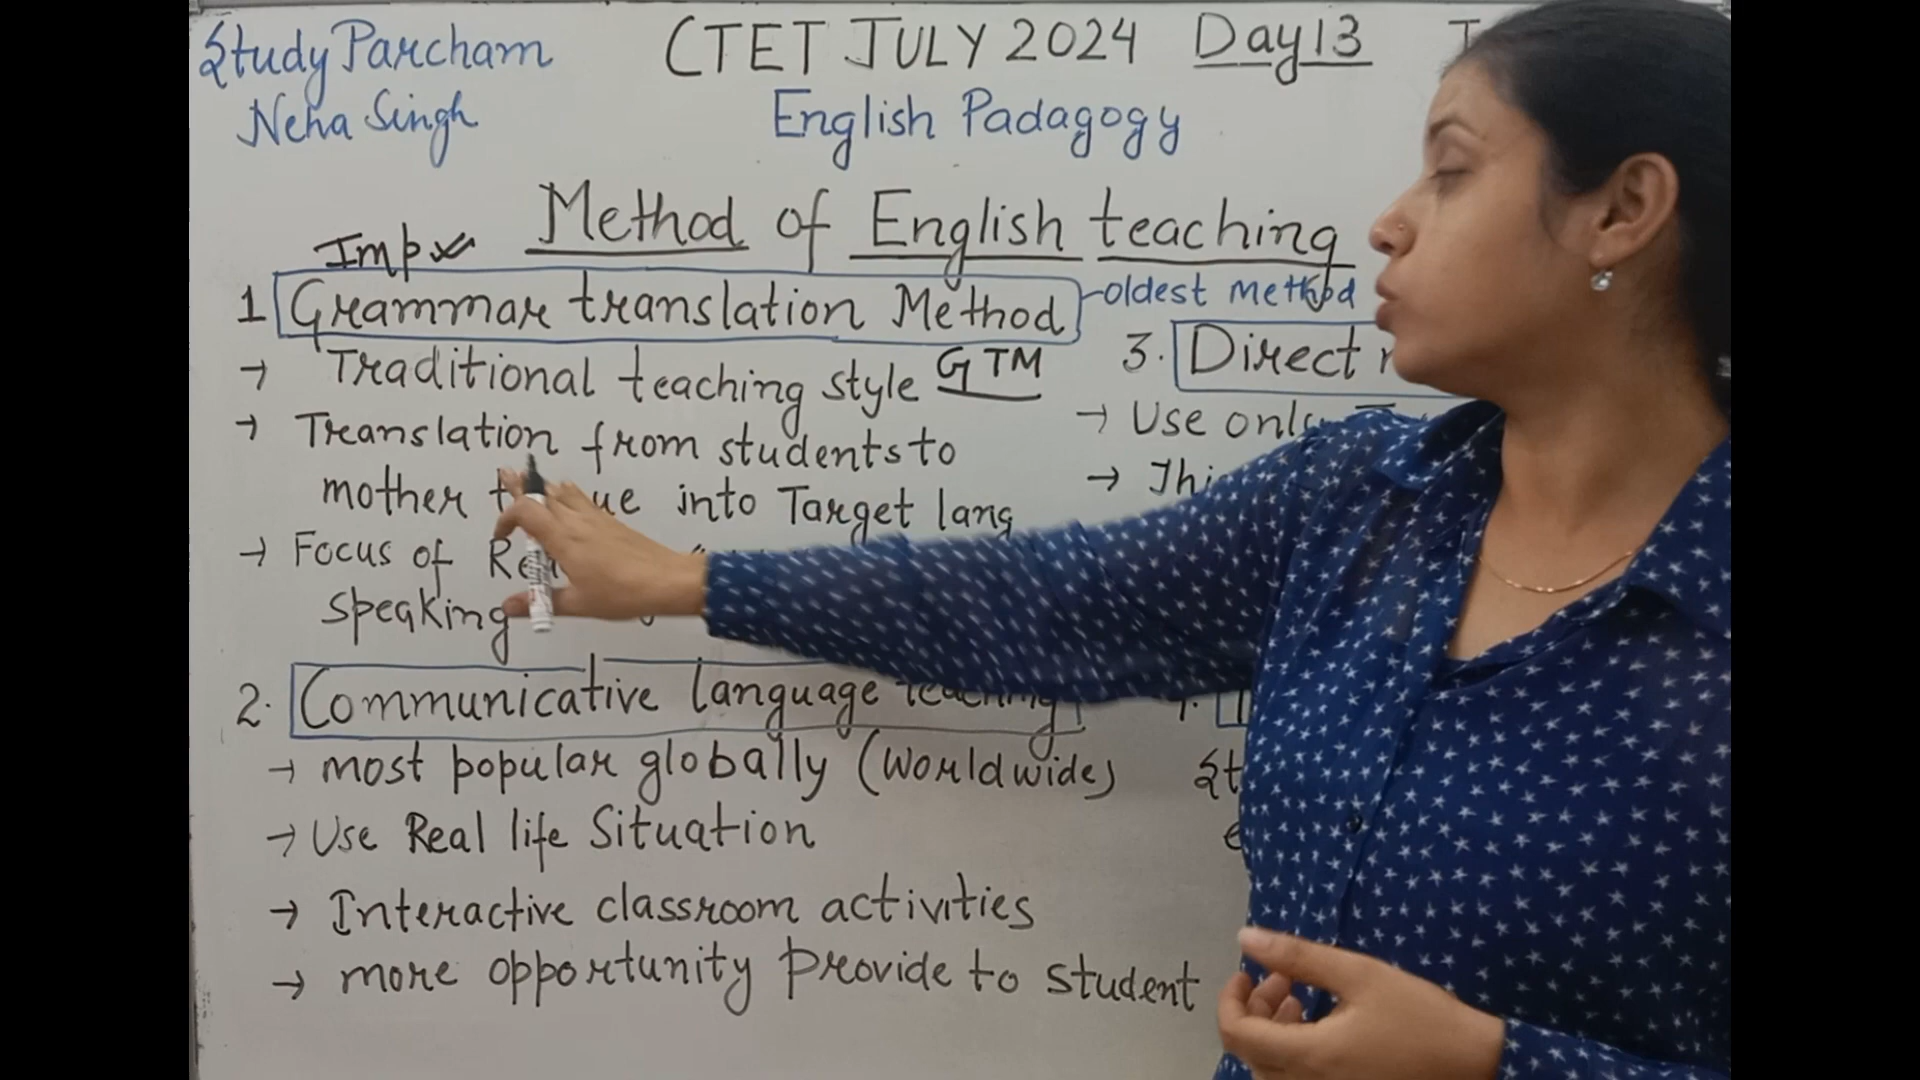 Study Parcham
Neha Singh
CTET JULY 2024 Day 13
English Padagogy
Method of English teaching
Imp
1 Grammar translation Method
oldest method
→ Traditional teaching style GTM
→ Translation from students to
mother into Target lang
→ Focus of
speaking
2. Communicative language teaching
→ most popular globally (Worldwide)
→ Use Real life Situation
→ Interactive classroom activities
→ more opportunity provide to student
3. Direct
→ Use only
→